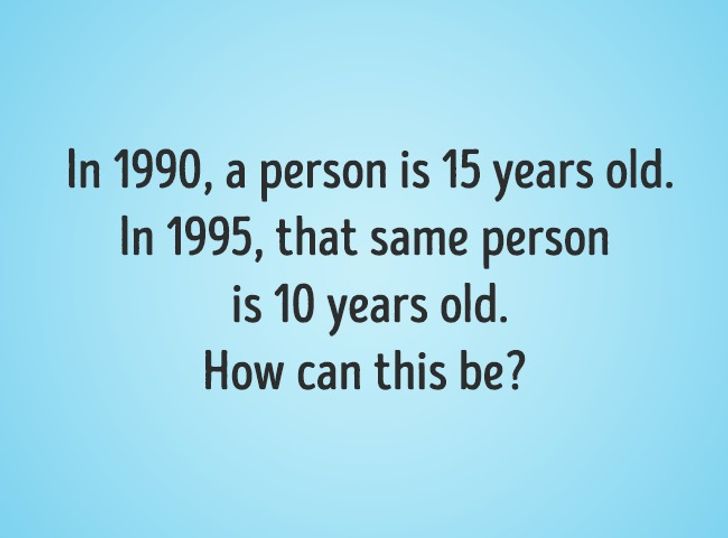 In 1990, a person is 15 years old.
In 1995, that same person
is 10 years old.
How can this be?